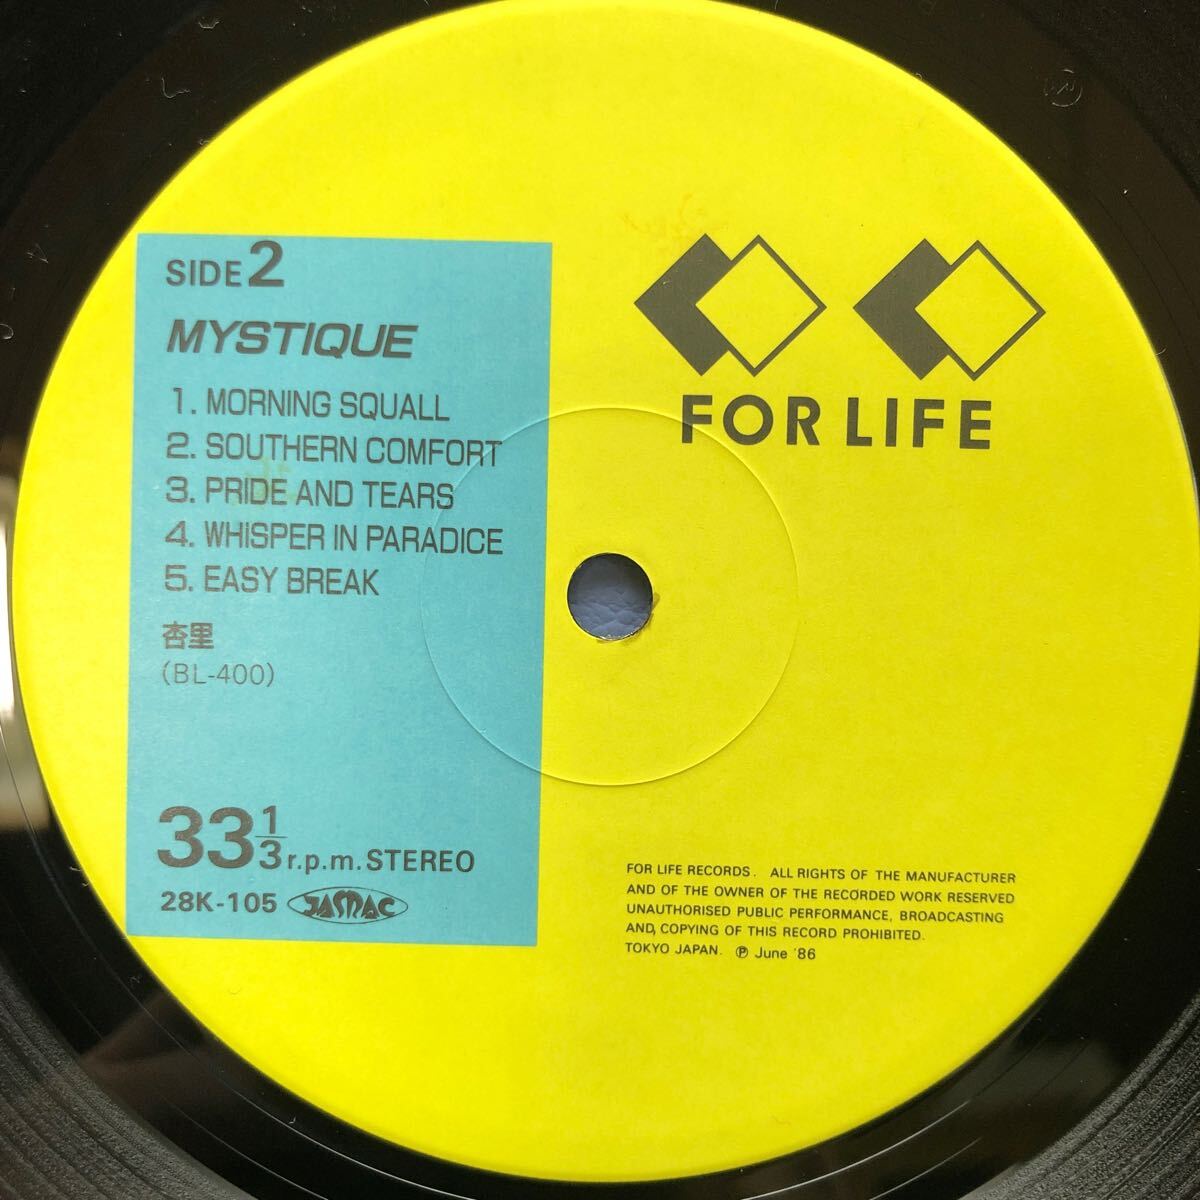 SIDE 2
MYSTIQUE
1. MORNING SQUALL
2. SOUTHERN COMFORT
3. PRIDE AND TEARS
4. WHISPER IN PARADICE
5. EASY BREAK
杏里
(BL-400)
33 1/3 r.p.m. STEREO
28K-105 JASRAC
FOR LIFE
FOR LIFE RECORDS. ALL RIGHTS OF THE MANUFACTURER
AND OF THE OWNER OF THE RECORDED WORK RESERVED
UNAUTHORISED PUBLIC PERFORMANCE, BROADCASTING
AND, COPYING OF THIS RECORD PROHIBITED.
TOKYO JAPAN. ℗ June '86